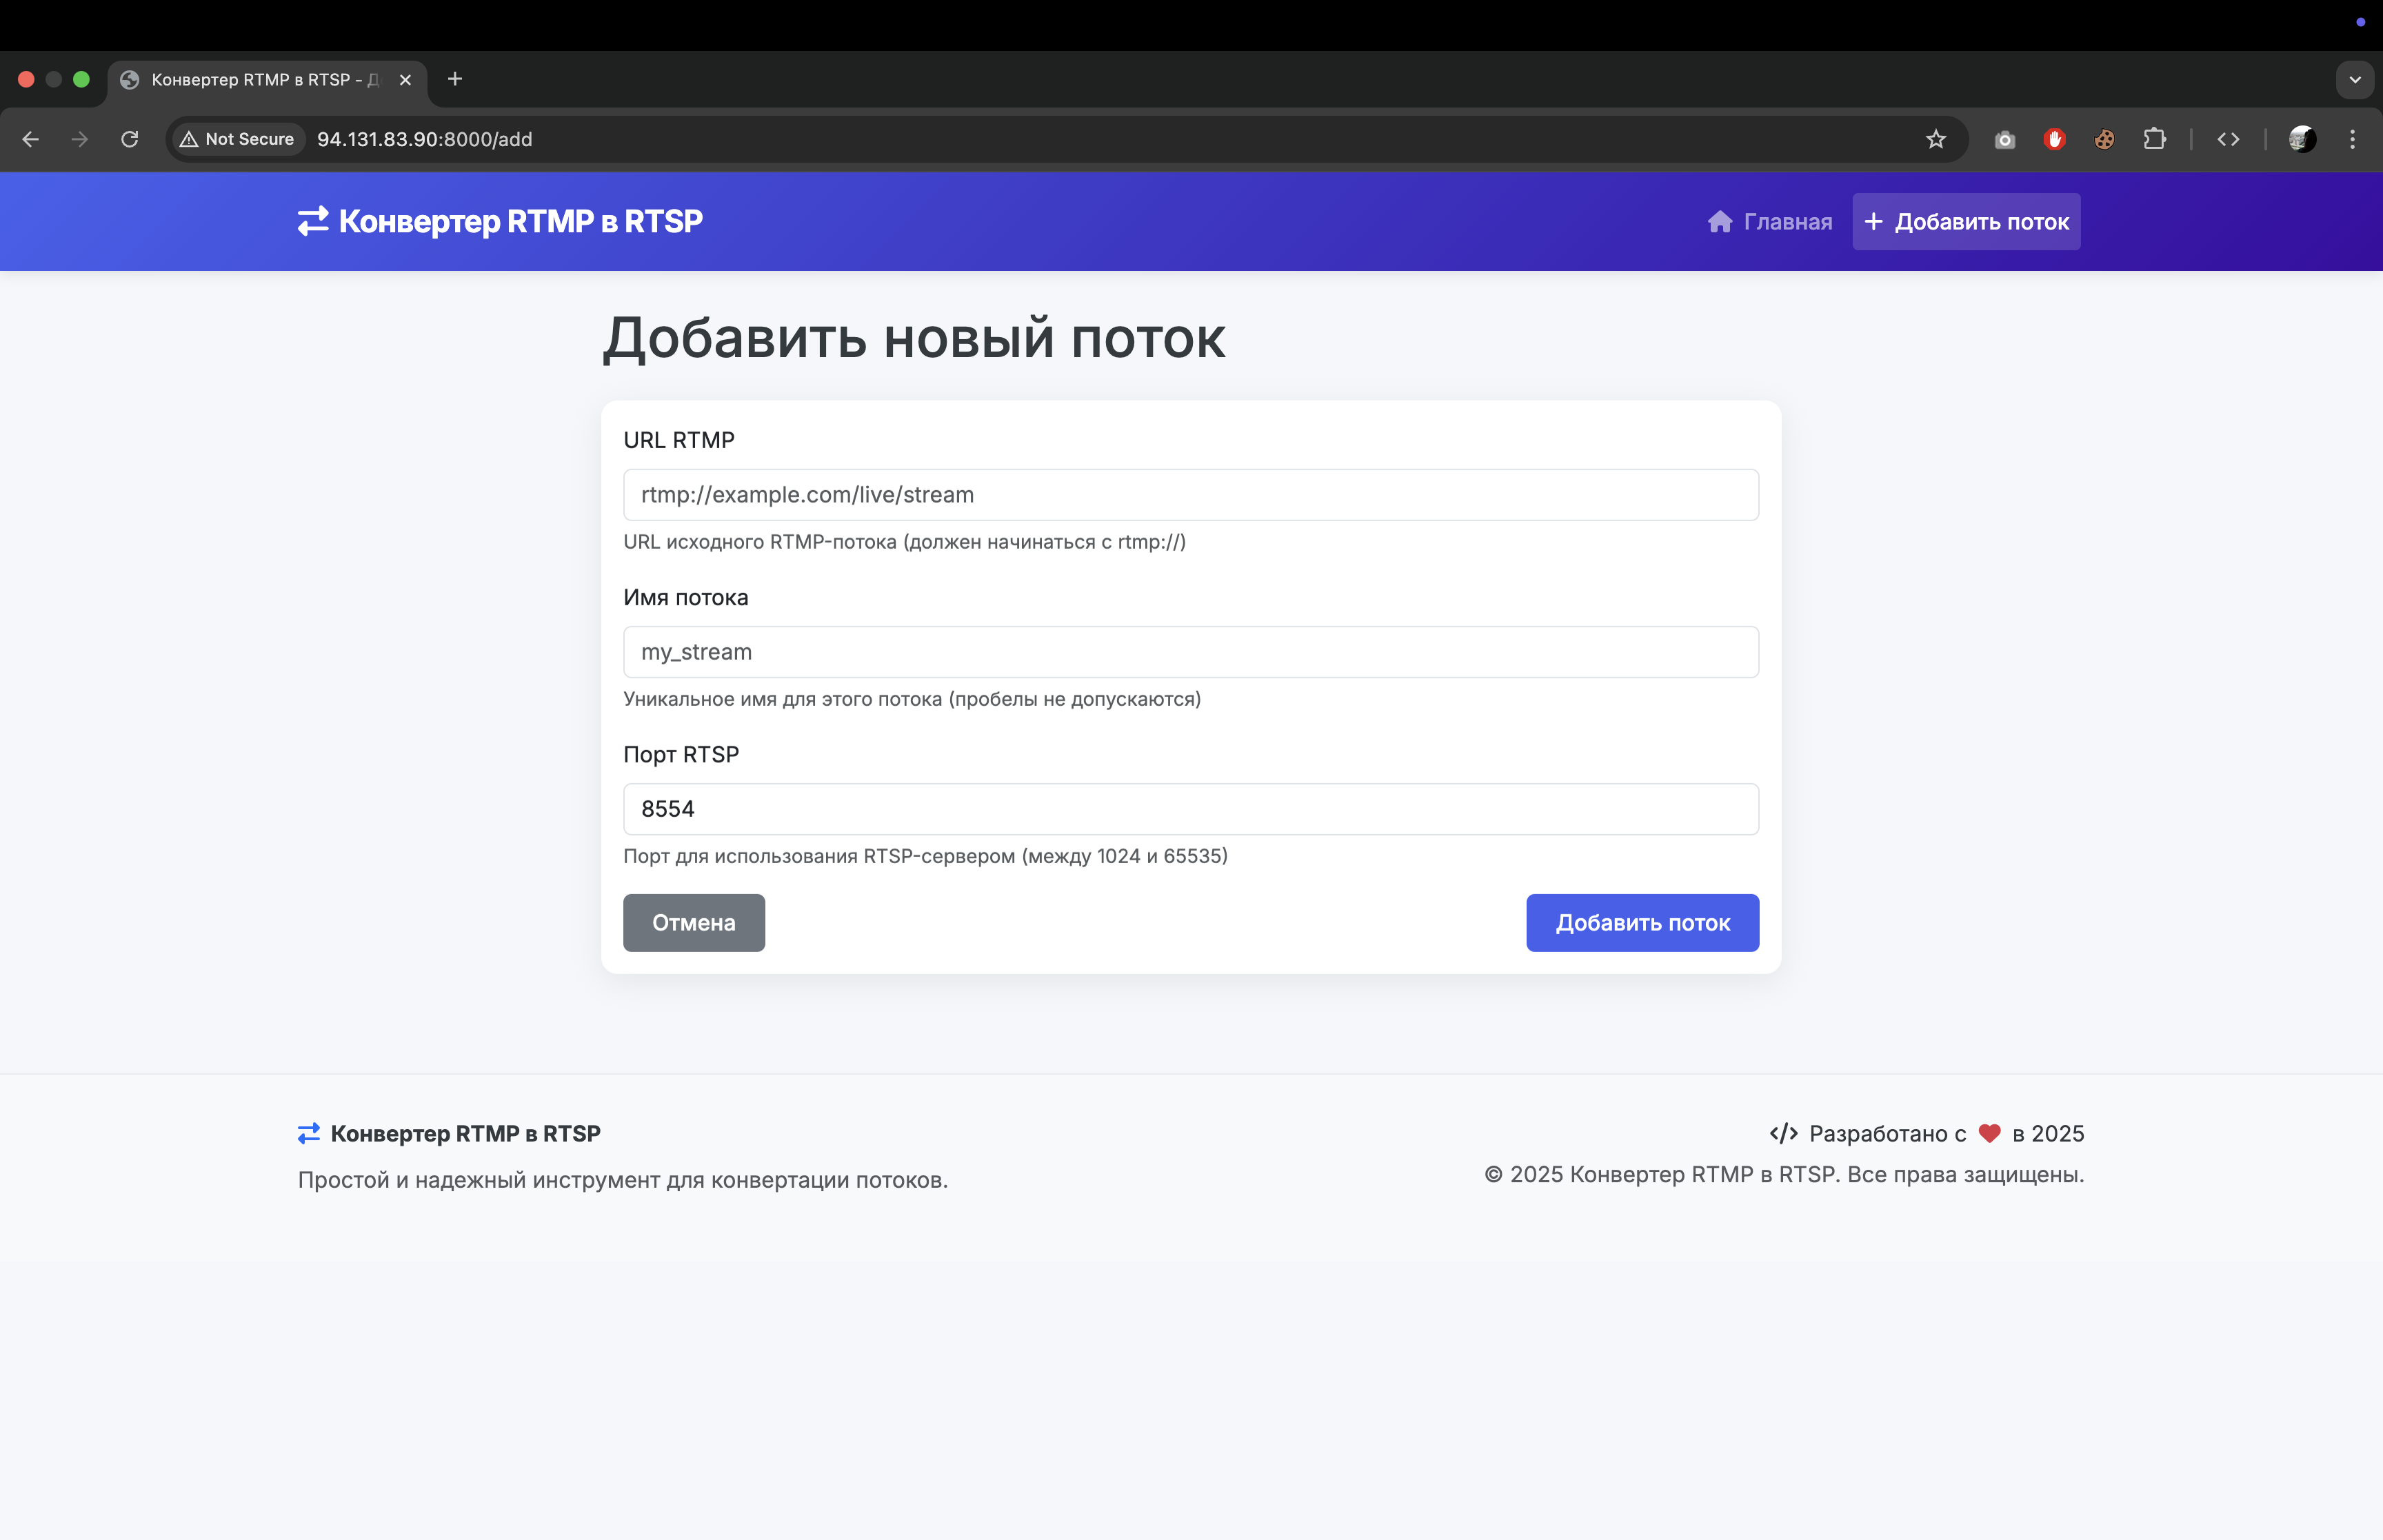 Конвертер RTMP в RTSP - Д
Not Secure
94.131.83.90:8000/add
Конвертер RTMP в RTSP
Главная
Добавить поток
Добавить новый поток
URL RTMP
rtmp://example.com/live/stream
URL исходного RTMP-потока (должен начинаться с rtmp://)
Имя потока
my_stream
Уникальное имя для этого потока (пробелы не допускаются)
Порт RTSP
8554
Порт для использования RTSP-сервером (между 1024 и 65535)
Отмена
Добавить поток
Конвертер RTMP в RTSP
Простой и надежный инструмент для конвертации потоков.
Разработано с ❤ в 2025
© 2025 Конвертер RTMP в RTSP. Все права защищены.